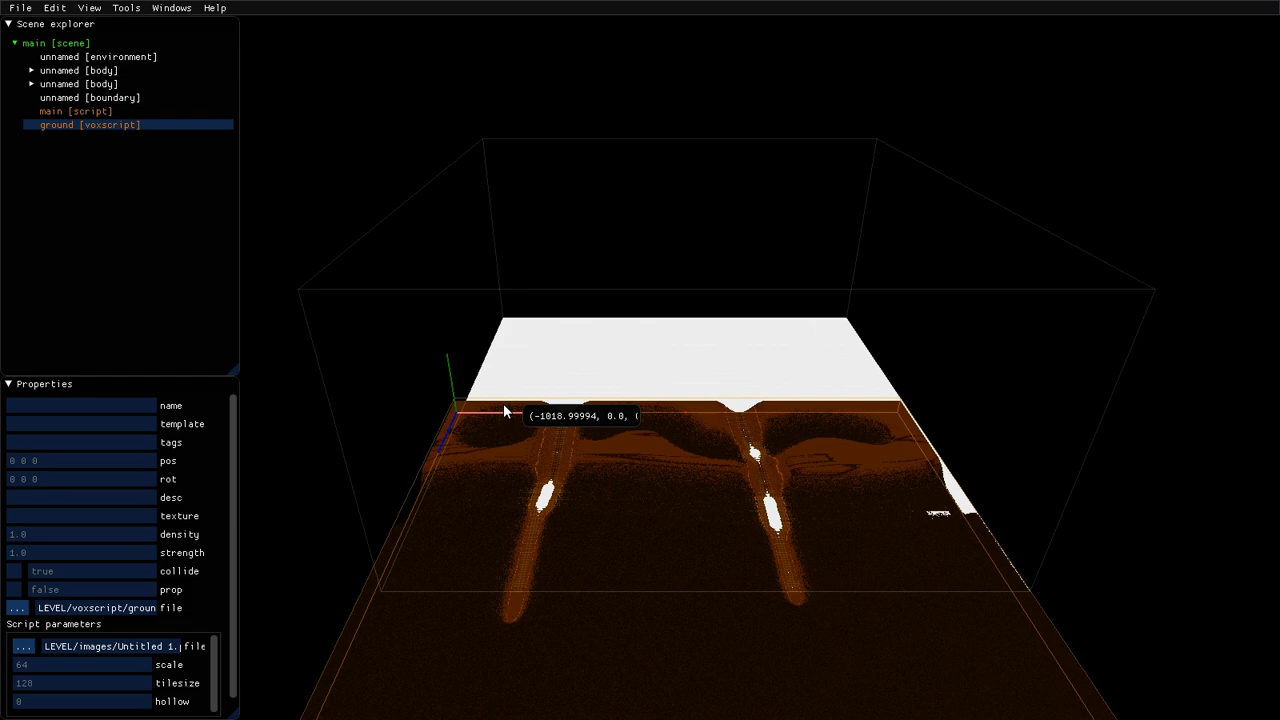 File Edit View Tools Windows Help
Scene explorer
main [scene]
unnamed [environment]
unnamed [body]
unnamed [body]
unnamed [boundary]
main [script]
ground [voxscript]
(-1018.99994, 0.0, (
Properties
name
template
tags
0 0 0 pos
0 0 0 rot
desc
texture
1.0 density
1.0 strength
true collide
false prop
... LEVEL/voxscript/groun file
Script parameters
... LEVEL/images/Untitled 1. file
64 scale
128 tilesize
0 hollow